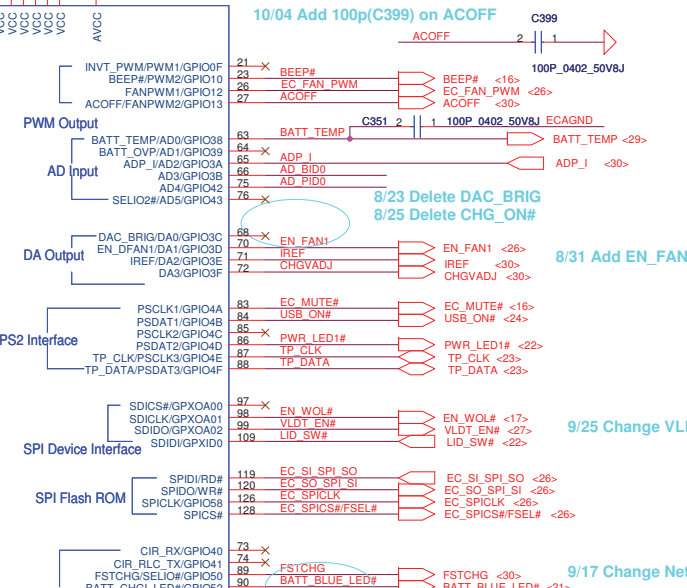 VCC VCC VCC VCC VCC AVCC
10/04 Add 100p(C399) on ACOFF
C399
ACOFF 2 1
100P_0402_50V8J
INVT_PWM/PWM1/GPIO0F 21
BEEP#/PWM2/GPIO10 23 BEEP# BEEP# <16>
FANPWM1/GPIO12 26 EC_FAN_PWM EC_FAN_PWM <26>
ACOFF/FANPWM2/GPIO13 27 ACOFF ACOFF <30>
PWM Output
C351 2 1 100P_0402_50V8J ECAGND
BATT_TEMP/AD0/GPIO38 63 BATT_TEMP BATT_TEMP <29>
BATT_OVP/AD1/GPIO39 64
ADP_I/AD2/GPIO3A 65 ADP_I ADP_I <30>
AD Input
AD3/GPIO3B 66 AD_BID0
AD4/GPIO42 75 AD_PID0
SELIO2#/AD5/GPIO43 76
8/23 Delete DAC_BRIG
8/25 Delete CHG_ON#
DAC_BRIG/DA0/GPIO3C 68
EN_DFAN1/DA1/GPIO3D 70 EN_FAN1 EN_FAN1 <26>
8/31 Add EN_FAN
DA Output
IREF/DA2/GPIO3E 71 IREF IREF <30>
DA3/GPIO3F 72 CHGVADJ CHGVADJ <30>
PSCLK1/GPIO4A 83 EC_MUTE# EC_MUTE# <16>
PSDAT1/GPIO4B 84 USB_ON# USB_ON# <24>
PSCLK2/GPIO4C 85
PS2 Interface
PSDAT2/GPIO4D 86 PWR_LED1# PWR_LED1# <22>
TP_CLK/PSCLK3/GPIO4E 87 TP_CLK TP_CLK <23>
TP_DATA/PSDAT3/GPIO4F 88 TP_DATA TP_DATA <23>
SDICS#/GPXOA00 97
SDICLK/GPXOA01 98 EN_WOL# EN_WOL# <17>
SDIDO/GPXOA02 99 VLDT_EN# VLDT_EN# <27>
9/25 Change VL
SDIDI/GPXID0 109 LID_SW# LID_SW# <22>
SPI Device Interface
SPIDI/RD# 119 EC_SI_SPI_SO EC_SI_SPI_SO <26>
SPIDO/WR# 120 EC_SO_SPI_SI EC_SO_SPI_SI <26>
SPI Flash ROM
SPICLK/GPIO58 126 EC_SPICLK EC_SPICLK <26>
SPICS# 128 EC_SPICS#/FSEL# EC_SPICS#/FSEL# <26>
CIR_RX/GPIO40 73
CIR_RLC_TX/GPIO41 74
FSTCHG/SELIO#/GPIO50 89 FSTCHG FSTCHG <30>
9/17 Change Net
90 BATT_BLUE_LED#